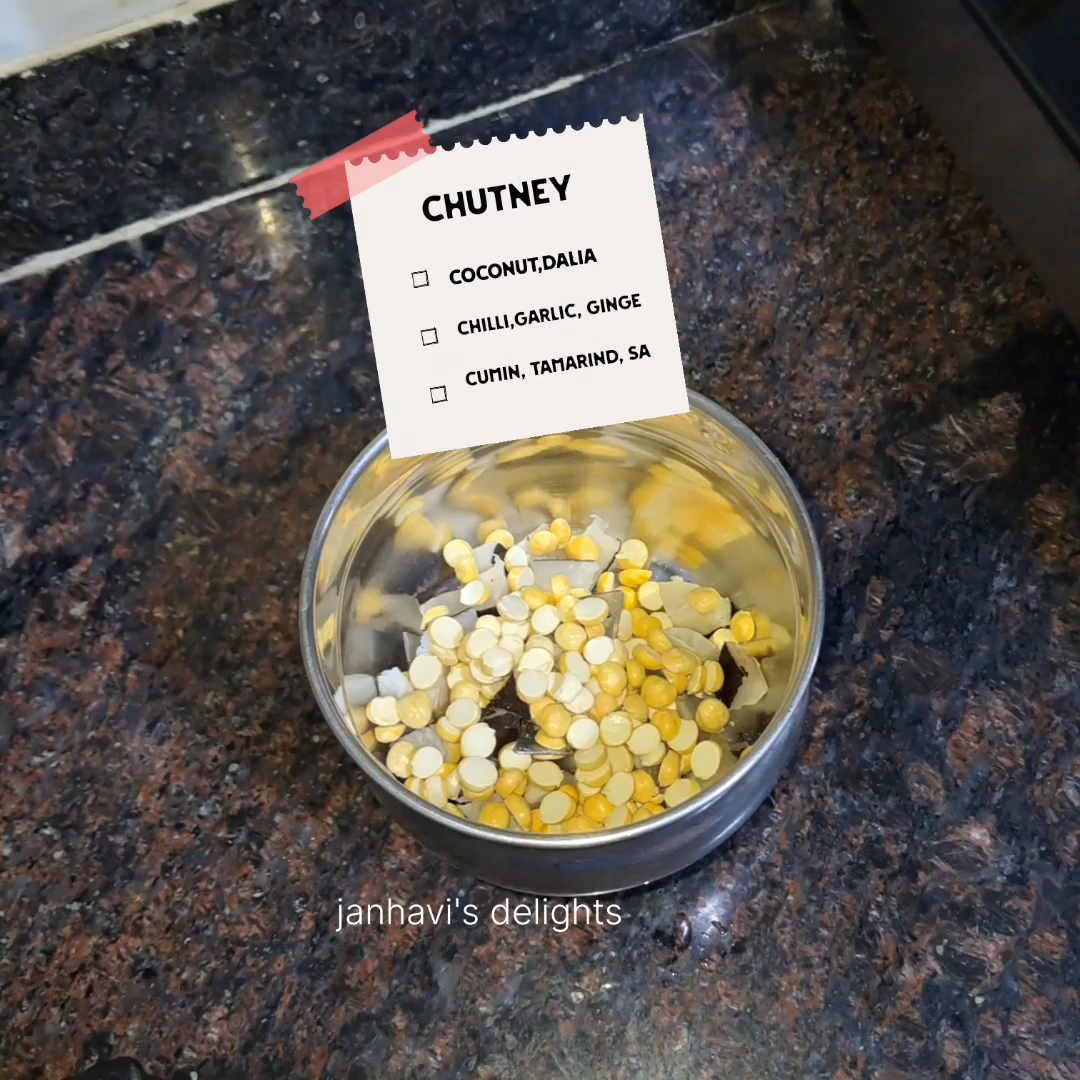 CHUTNEY
COCONUT,DALIA
CHILLI,GARLIC, GINGE
CUMIN, TAMARIND, SA
janhavi's delights